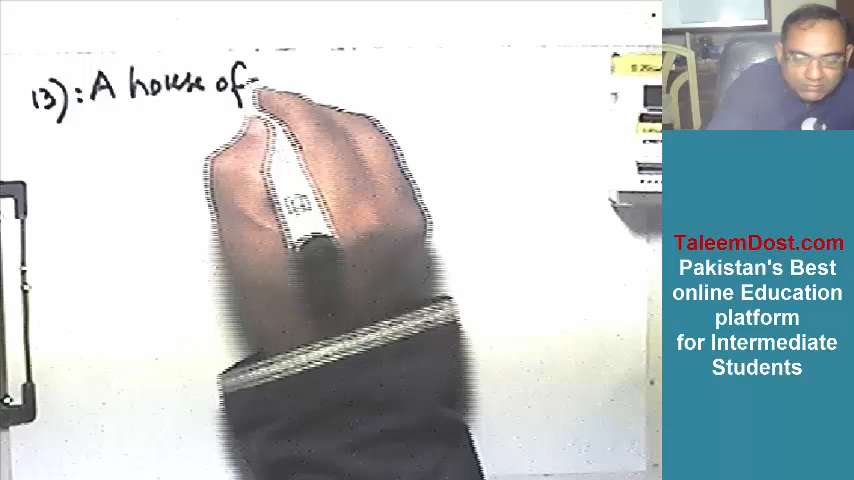 13): A house of
TaleemDost.com
Pakistan's Best
online Education
platform
for Intermediate
Students